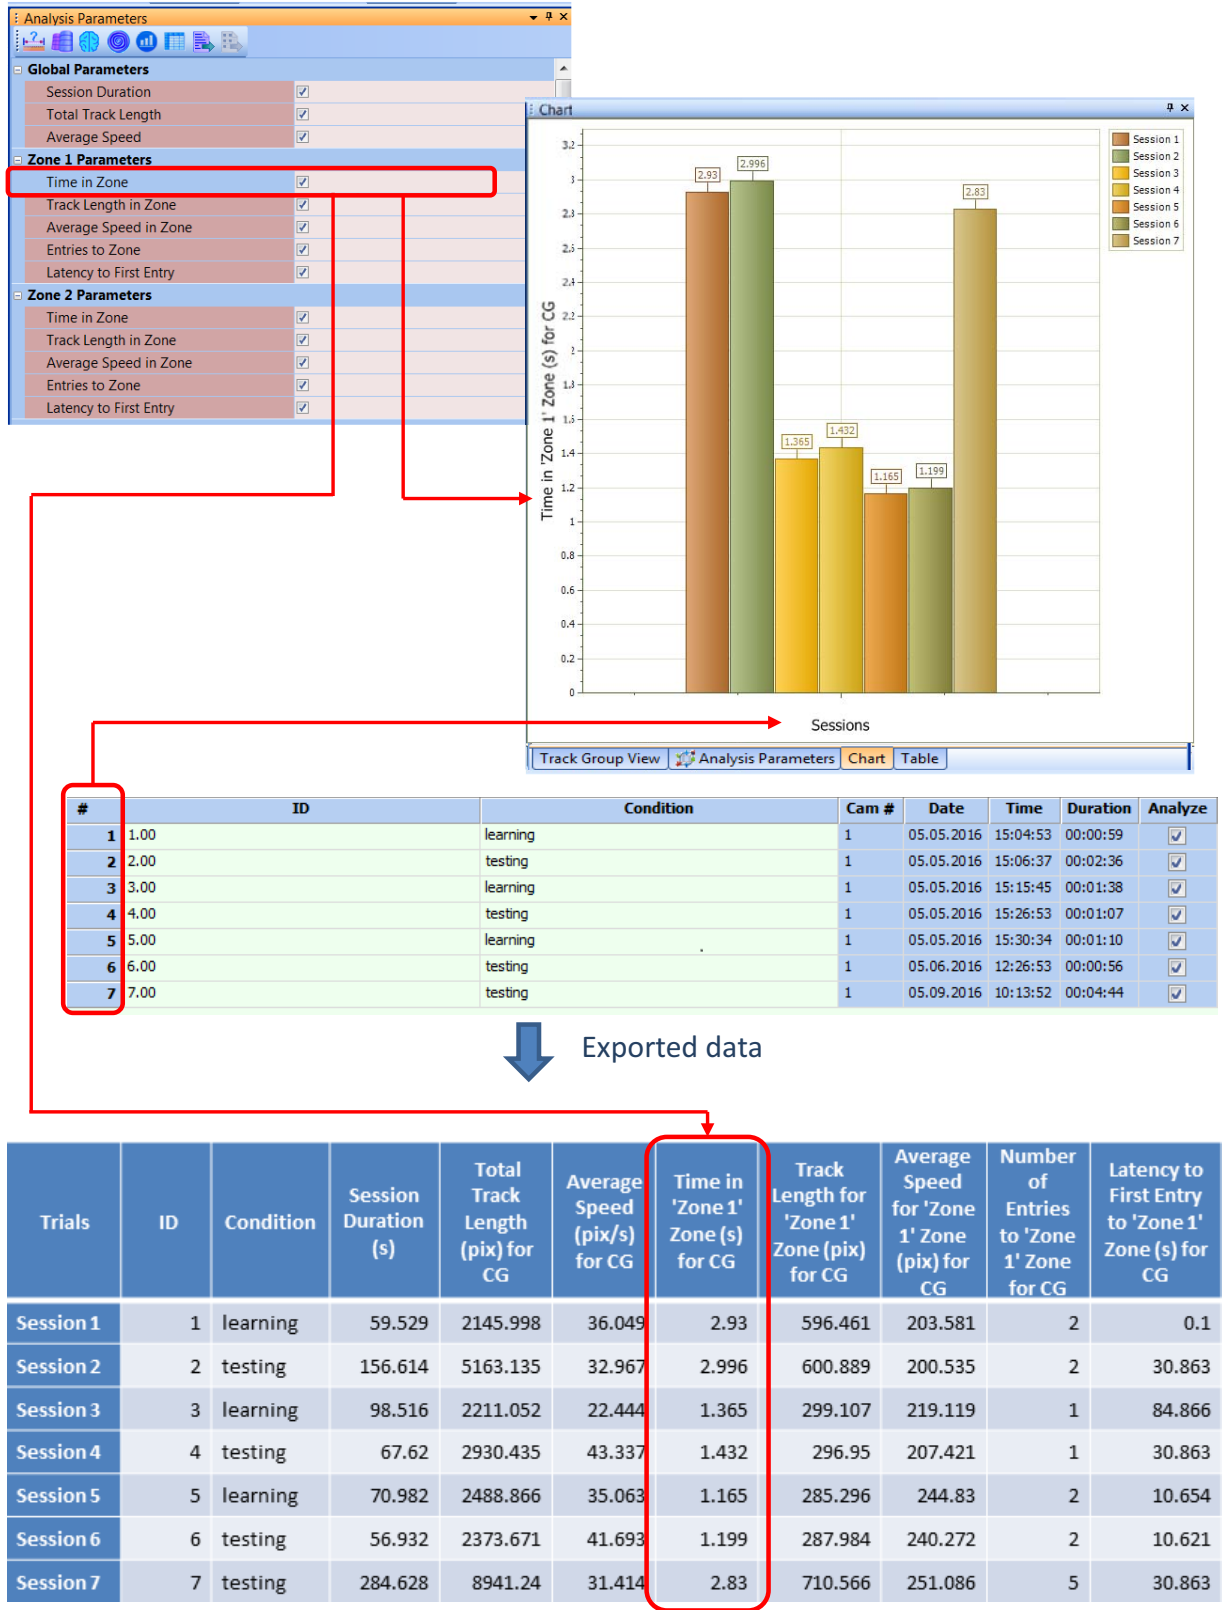 Analysis Parameters
Global Parameters
Session Duration
Total Track Length
Average Speed
Zone 1 Parameters
Time in Zone
Track Length in Zone
Average Speed in Zone
Entries to Zone
Latency to First Entry
Zone 2 Parameters
Time in Zone
Track Length in Zone
Average Speed in Zone
Entries to Zone
Latency to First Entry
Chart
Time in 'Zone 1' Zone (s) for CG
3.2
3
2.8
2.6
2.4
2.2
2
1.8
1.6
1.4
1.2
1
0.8
0.6
0.4
0.2
0
2.93
2.996
1.365
1.432
1.165
1.199
2.83
Session 1
Session 2
Session 3
Session 4
Session 5
Session 6
Session 7
Sessions
Track Group View Analysis Parameters Chart Table
# ID Condition Cam # Date Time Duration Analyze
1 1.00 learning 1 05.05.2016 15:04:53 00:00:59
2 2.00 testing 1 05.05.2016 15:06:37 00:02:36
3 3.00 learning 1 05.05.2016 15:15:45 00:01:38
4 4.00 testing 1 05.05.2016 15:26:53 00:01:07
5 5.00 learning 1 05.05.2016 15:30:34 00:01:10
6 6.00 testing 1 05.06.2016 12:26:53 00:00:56
7 7.00 testing 1 05.09.2016 10:13:52 00:04:44
Exported data
Trials
ID
Condition
Session
Duration
(s)
Total
Track
Length
(pix) for
CG
Average
Speed
(pix/s)
for CG
Time in
'Zone 1'
Zone (s)
for CG
Track
Length for
'Zone 1'
Zone (pix)
for CG
Average
Speed
for 'Zone
1' Zone
(pix) for
CG
Number
of
Entries
to 'Zone
1' Zone
for CG
Latency to
First Entry
to 'Zone 1'
Zone (s) for
CG
Session 1 1 learning 59.529 2145.998 36.049 2.93 596.461 203.581 2 0.1
Session 2 2 testing 156.614 5163.135 32.967 2.996 600.889 200.535 2 30.863
Session 3 3 learning 98.516 2211.052 22.444 1.365 299.107 219.119 1 84.866
Session 4 4 testing 67.62 2930.435 43.337 1.432 296.95 207.421 1 30.863
Session 5 5 learning 70.982 2488.866 35.063 1.165 285.296 244.83 2 10.654
Session 6 6 testing 56.932 2373.671 41.693 1.199 287.984 240.272 2 10.621
Session 7 7 testing 284.628 8941.24 31.414 2.83 710.566 251.086 5 30.863